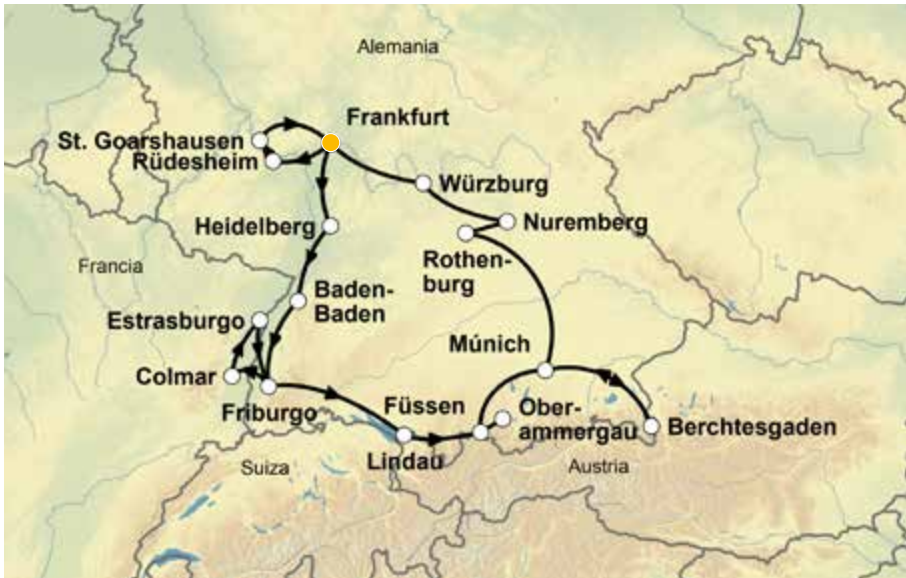 Alemania
Frankfurt
St. Goarshausen
Rüdesheim
Würzburg
Nuremberg
Heidelberg
Rothen-
burg
Francia
Baden-
Baden
Estrasburgo
Múnich
Colmar
Friburgo
Füssen
Ober-
ammergau
Berchtesgaden
Lindau
Suiza
Austria